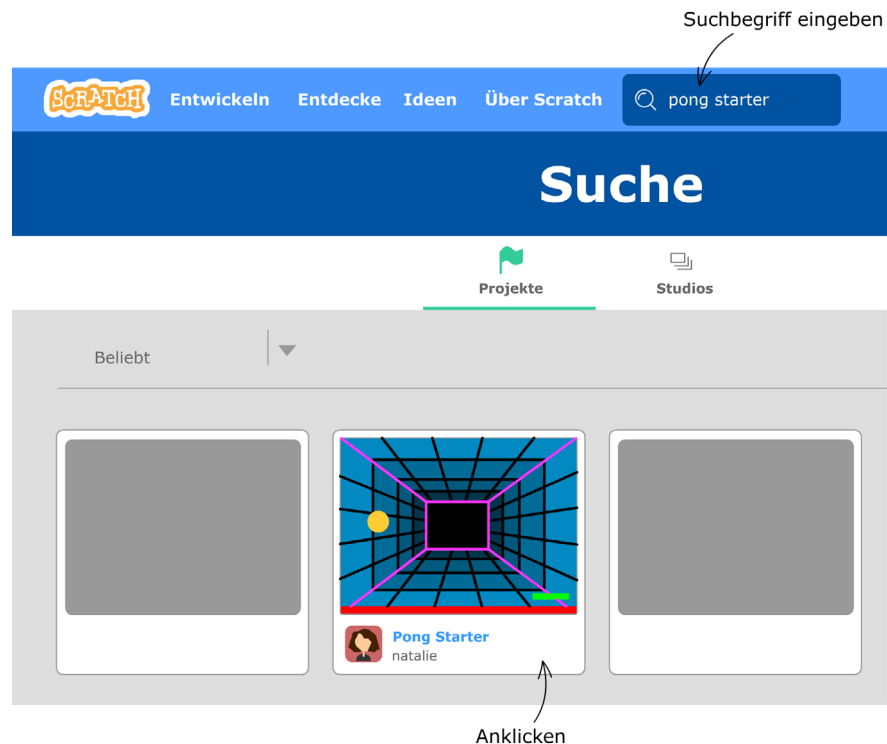 Suchbegriff eingeben
SCRATCH Entwickeln Entdecke Ideen Über Scratch pong starter
Suche
Projekte Studios
Beliebt
Pong Starter
natalie
Anklicken